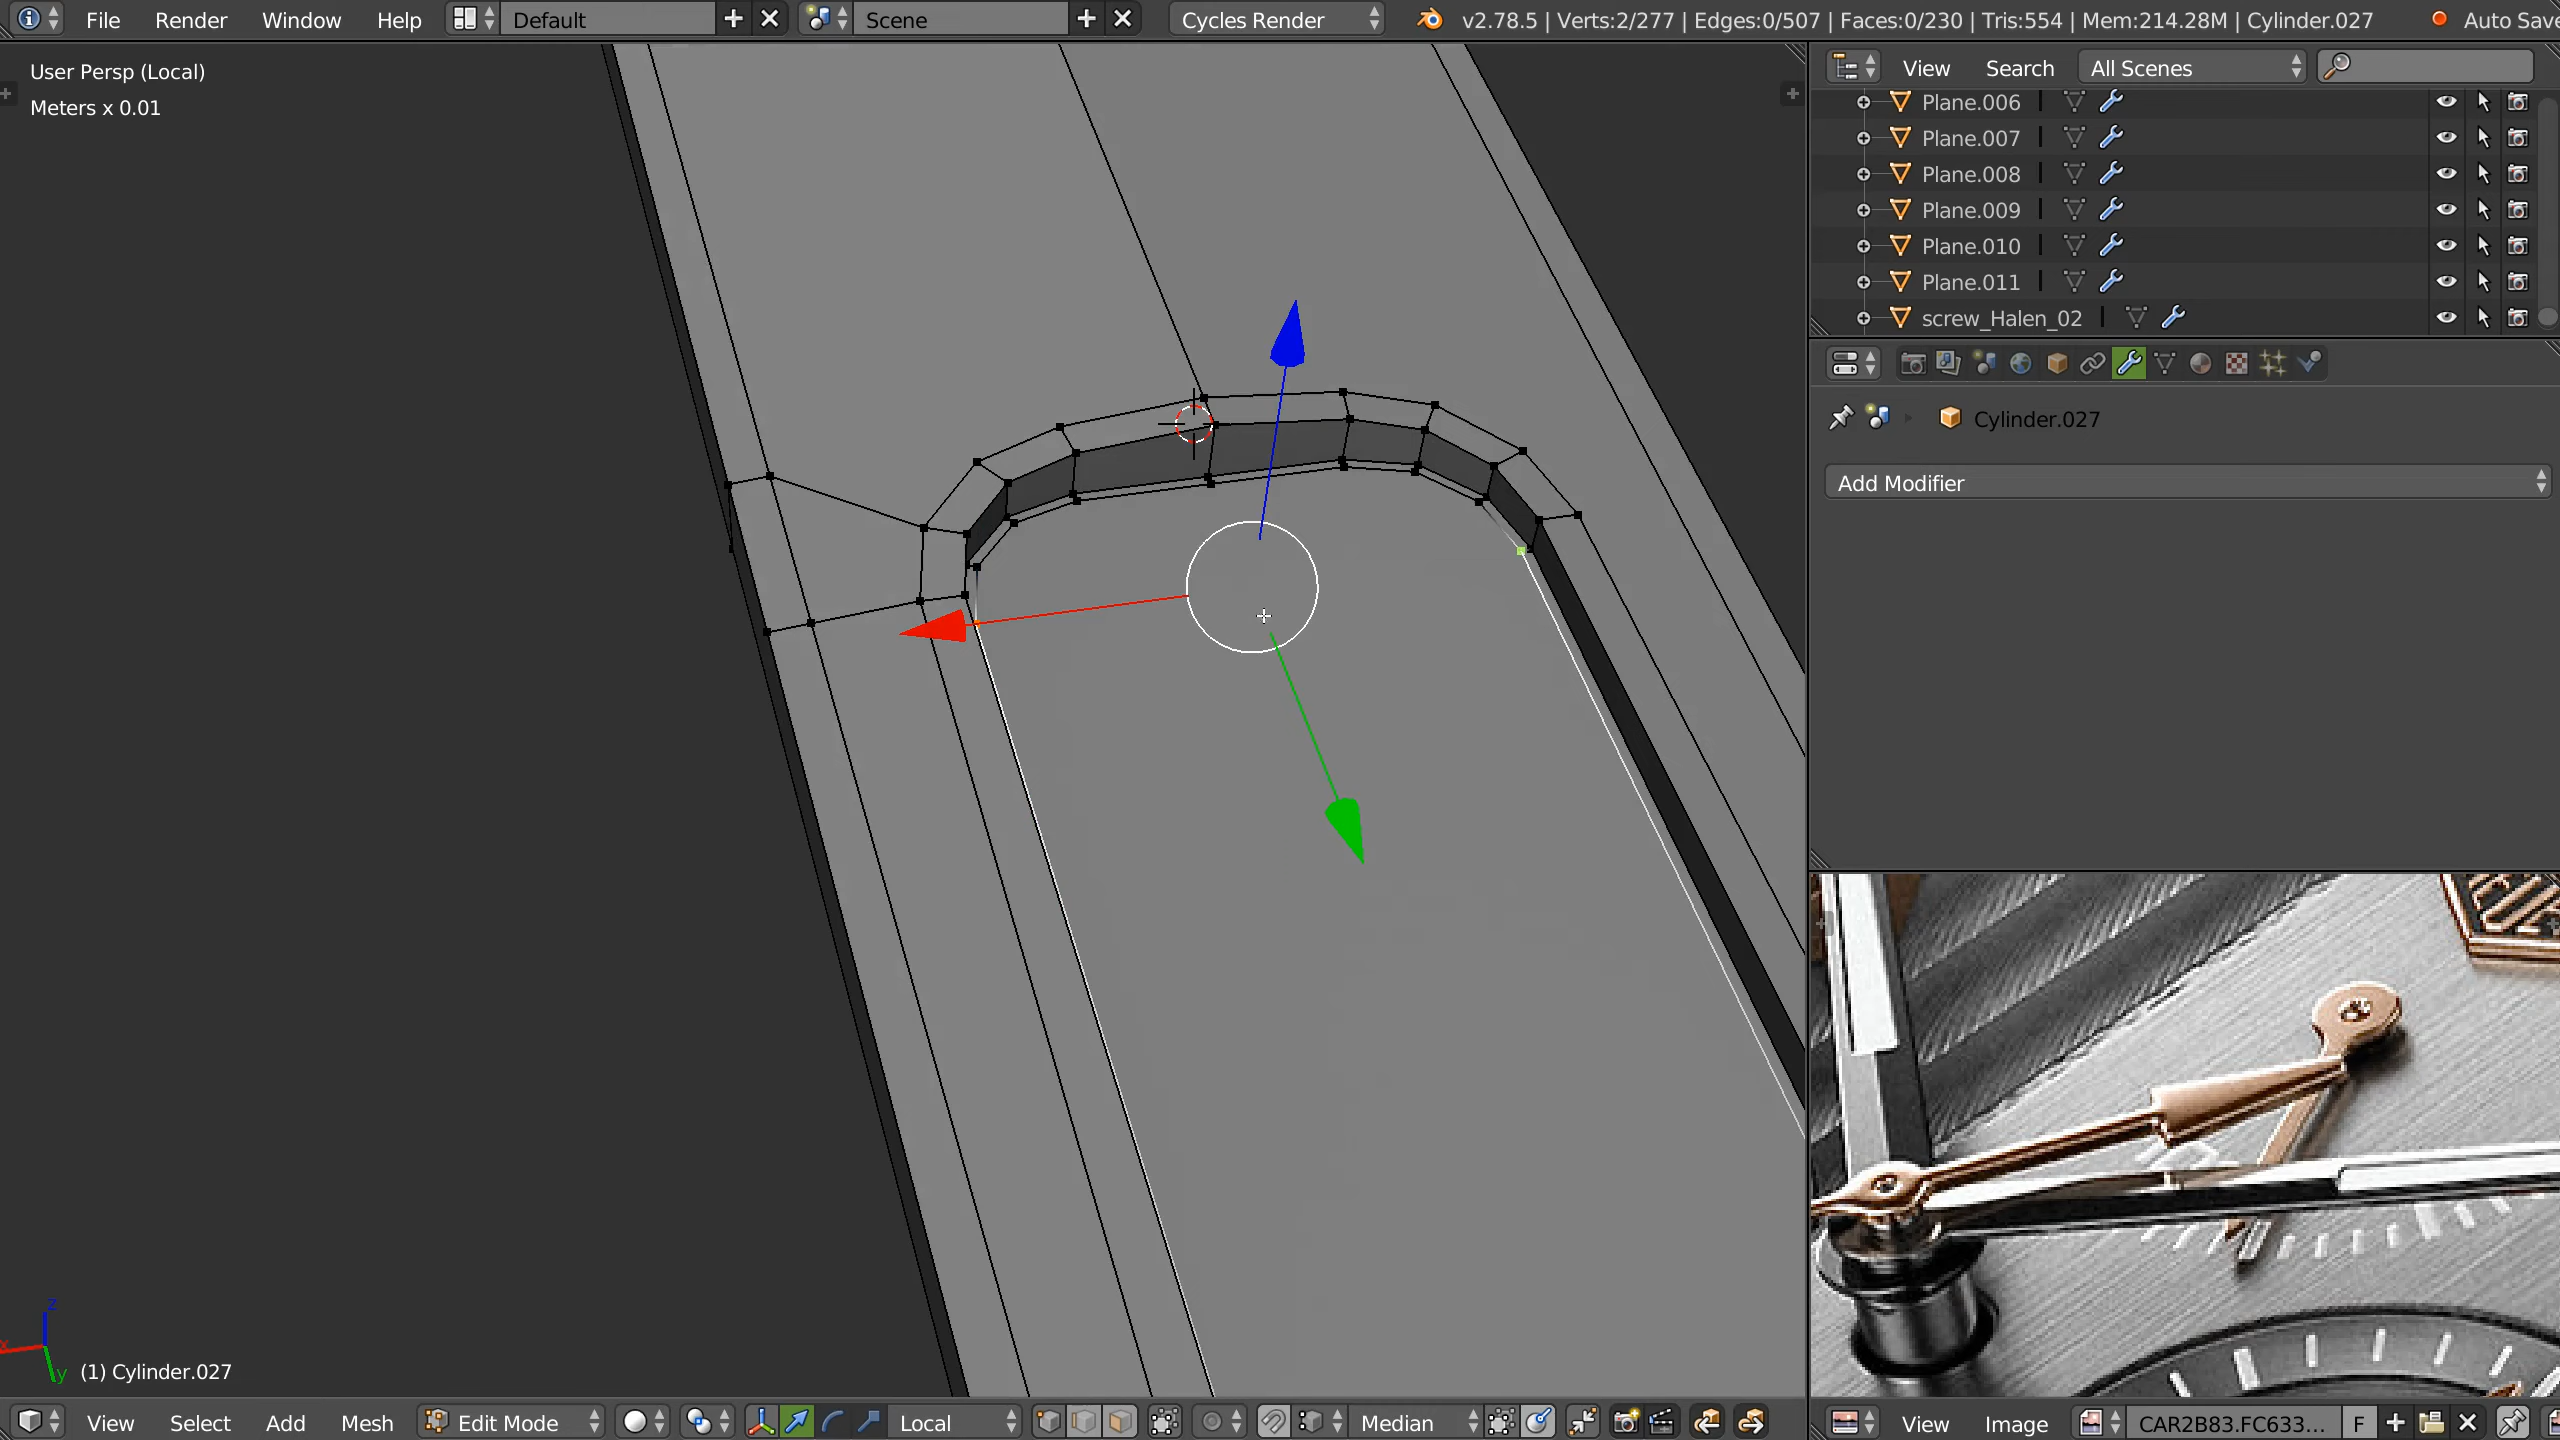 File Render Window Help Default Scene Cycles Render v2.78.5 | Verts:2/277 | Edges:0/507 | Faces:0/230 | Tris:554 | Mem:214.28M | Cylinder.027 Auto Save
User Persp (Local)
Meters x 0.01
View Search All Scenes
Plane.006
Plane.007
Plane.008
Plane.009
Plane.010
Plane.011
screw_Halen_02
Cylinder.027
Add Modifier
z
x
y
(1) Cylinder.027
View Select Add Mesh Edit Mode Local Median
View Image CAR2B83.FC633... F